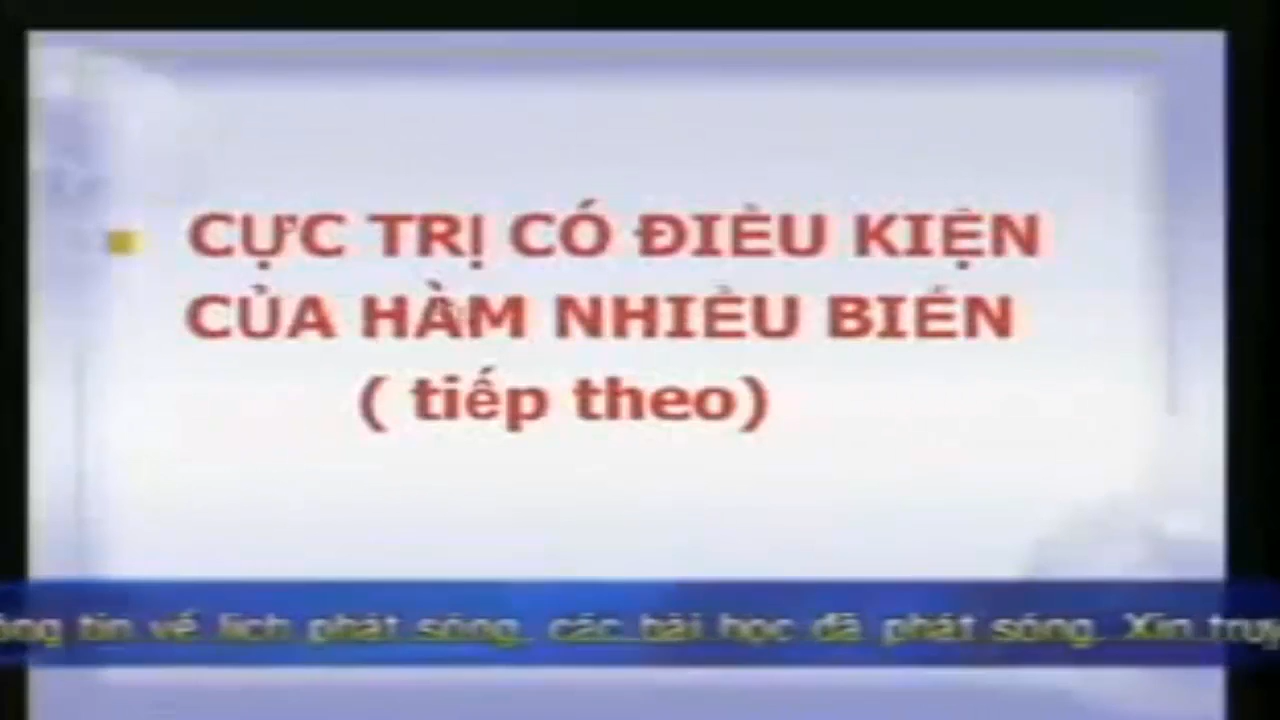 CỰC TRỊ CÓ ĐIỀU KIỆN
CỦA HÀM NHIỀU BIẾN
( tiếp theo)
tin về lịch phát sóng, các bài học đã phát sóng. Xin